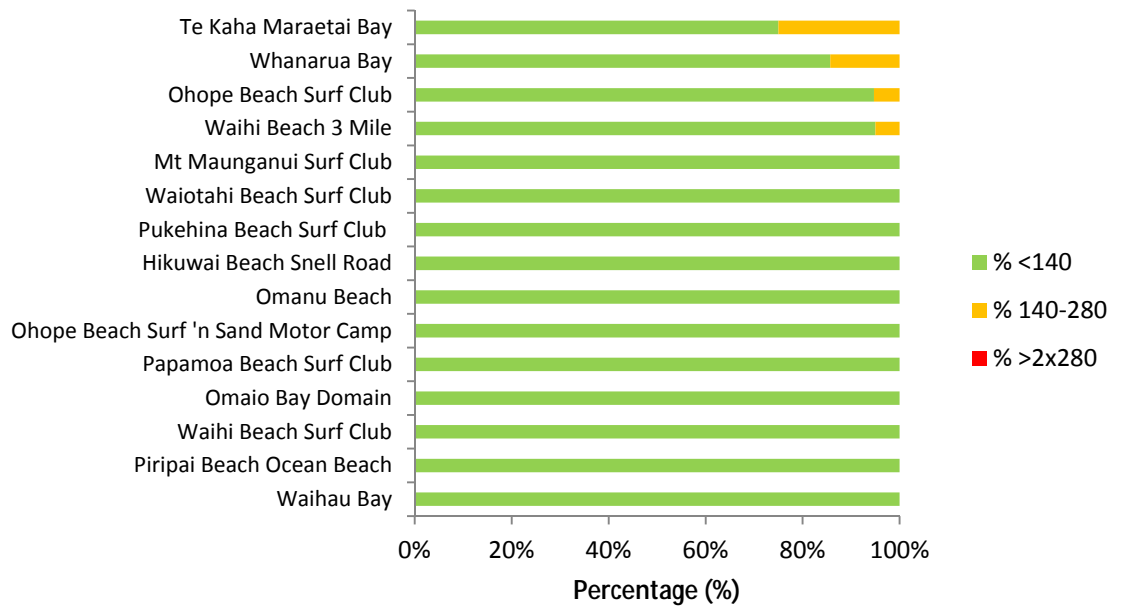 Te Kaha Maraetai Bay
Whanarua Bay
Ohope Beach Surf Club
Waihi Beach 3 Mile
Mt Maunganui Surf Club
Waiotahi Beach Surf Club
Pukehina Beach Surf Club
Hikuwai Beach Snell Road
Omanu Beach
Ohope Beach Surf 'n Sand Motor Camp
Papamoa Beach Surf Club
Omaio Bay Domain
Waihi Beach Surf Club
Piripai Beach Ocean Beach
Waihau Bay
0% 20% 40% 60% 80% 100%
Percentage (%)
% <140
% 140-280
% >2x280